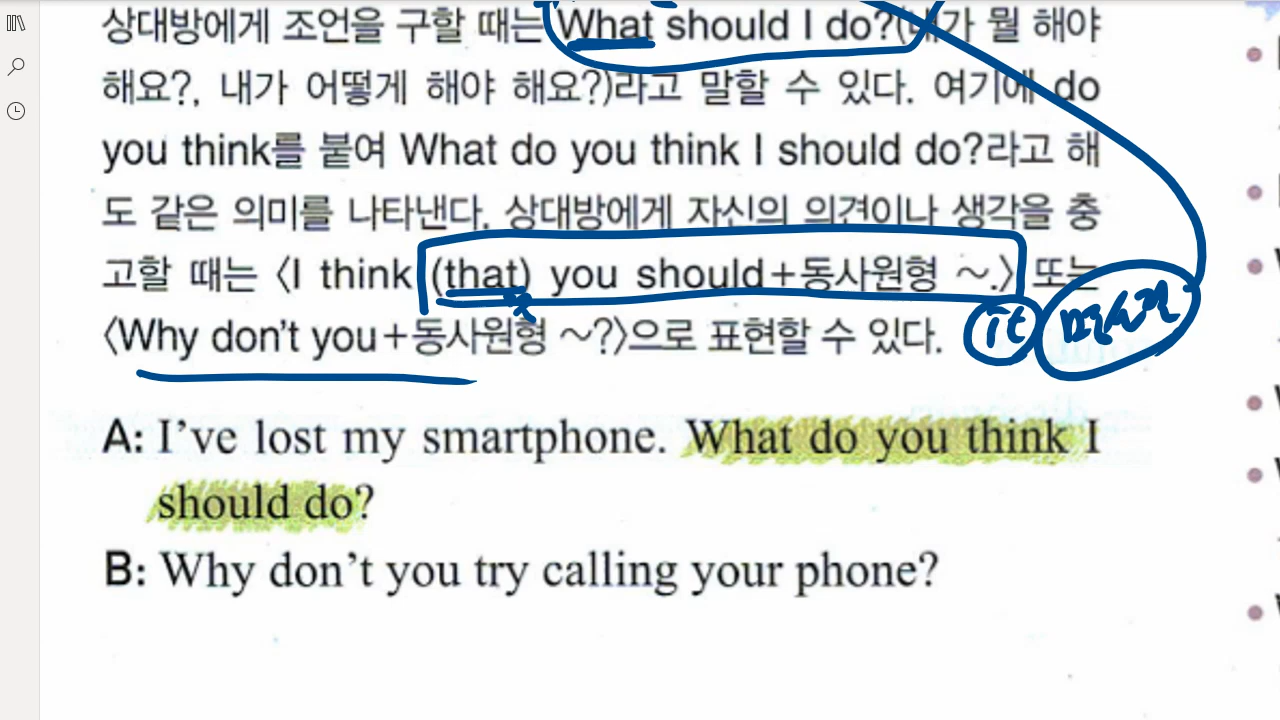 상대방에게 조언을 구할 때는 What should I do?(내가 뭘 해야
해요?, 내가 어떻게 해야 해요?)라고 말할 수 있다. 여기에 do
you think를 붙여 What do you think I should do?라고 해
도 같은 의미를 나타낸다. 상대방에게 자신의 의견이나 생각을 충
고할 때는 〈I think (that) you should+동사원형 ~.〉 또는
〈Why don't you+동사원형 ~?〉으로 표현할 수 있다.
it
A: I've lost my smartphone. What do you think I
should do?
B: Why don't you try calling your phone?